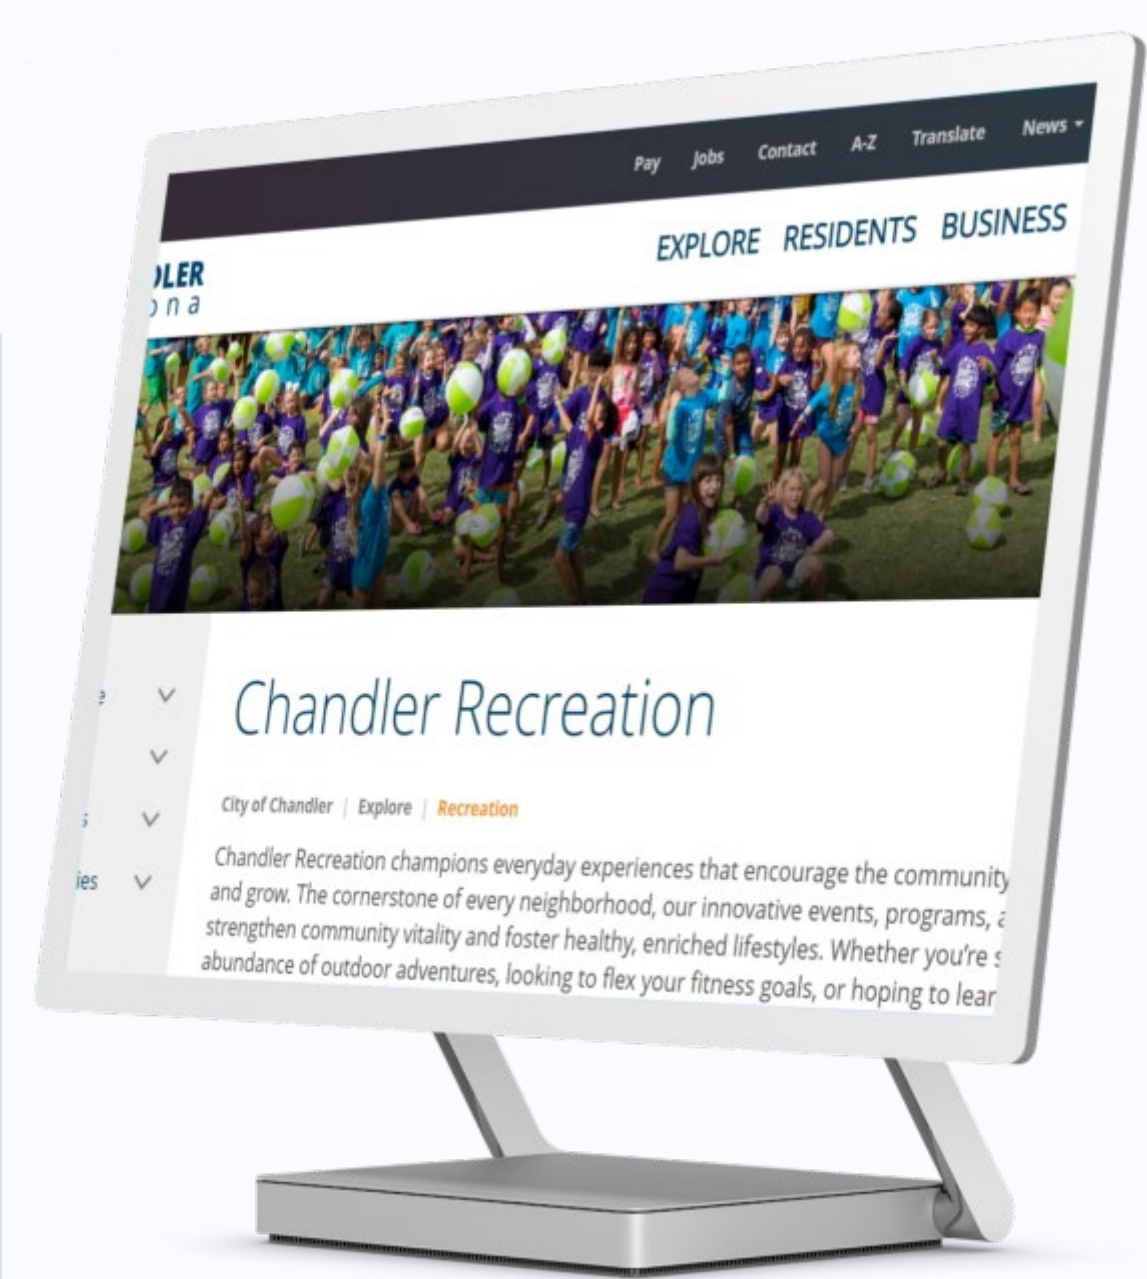 Pay Jobs Contact A-Z Translate News
DLER
ona
EXPLORE RESIDENTS BUSINESS
Chandler Recreation
City of Chandler | Explore | Recreation
Chandler Recreation champions everyday experiences that encourage the community
and grow. The cornerstone of every neighborhood, our innovative events, programs, a
strengthen community vitality and foster healthy, enriched lifestyles. Whether you're s
abundance of outdoor adventures, looking to flex your fitness goals, or hoping to lear
e
s
ies